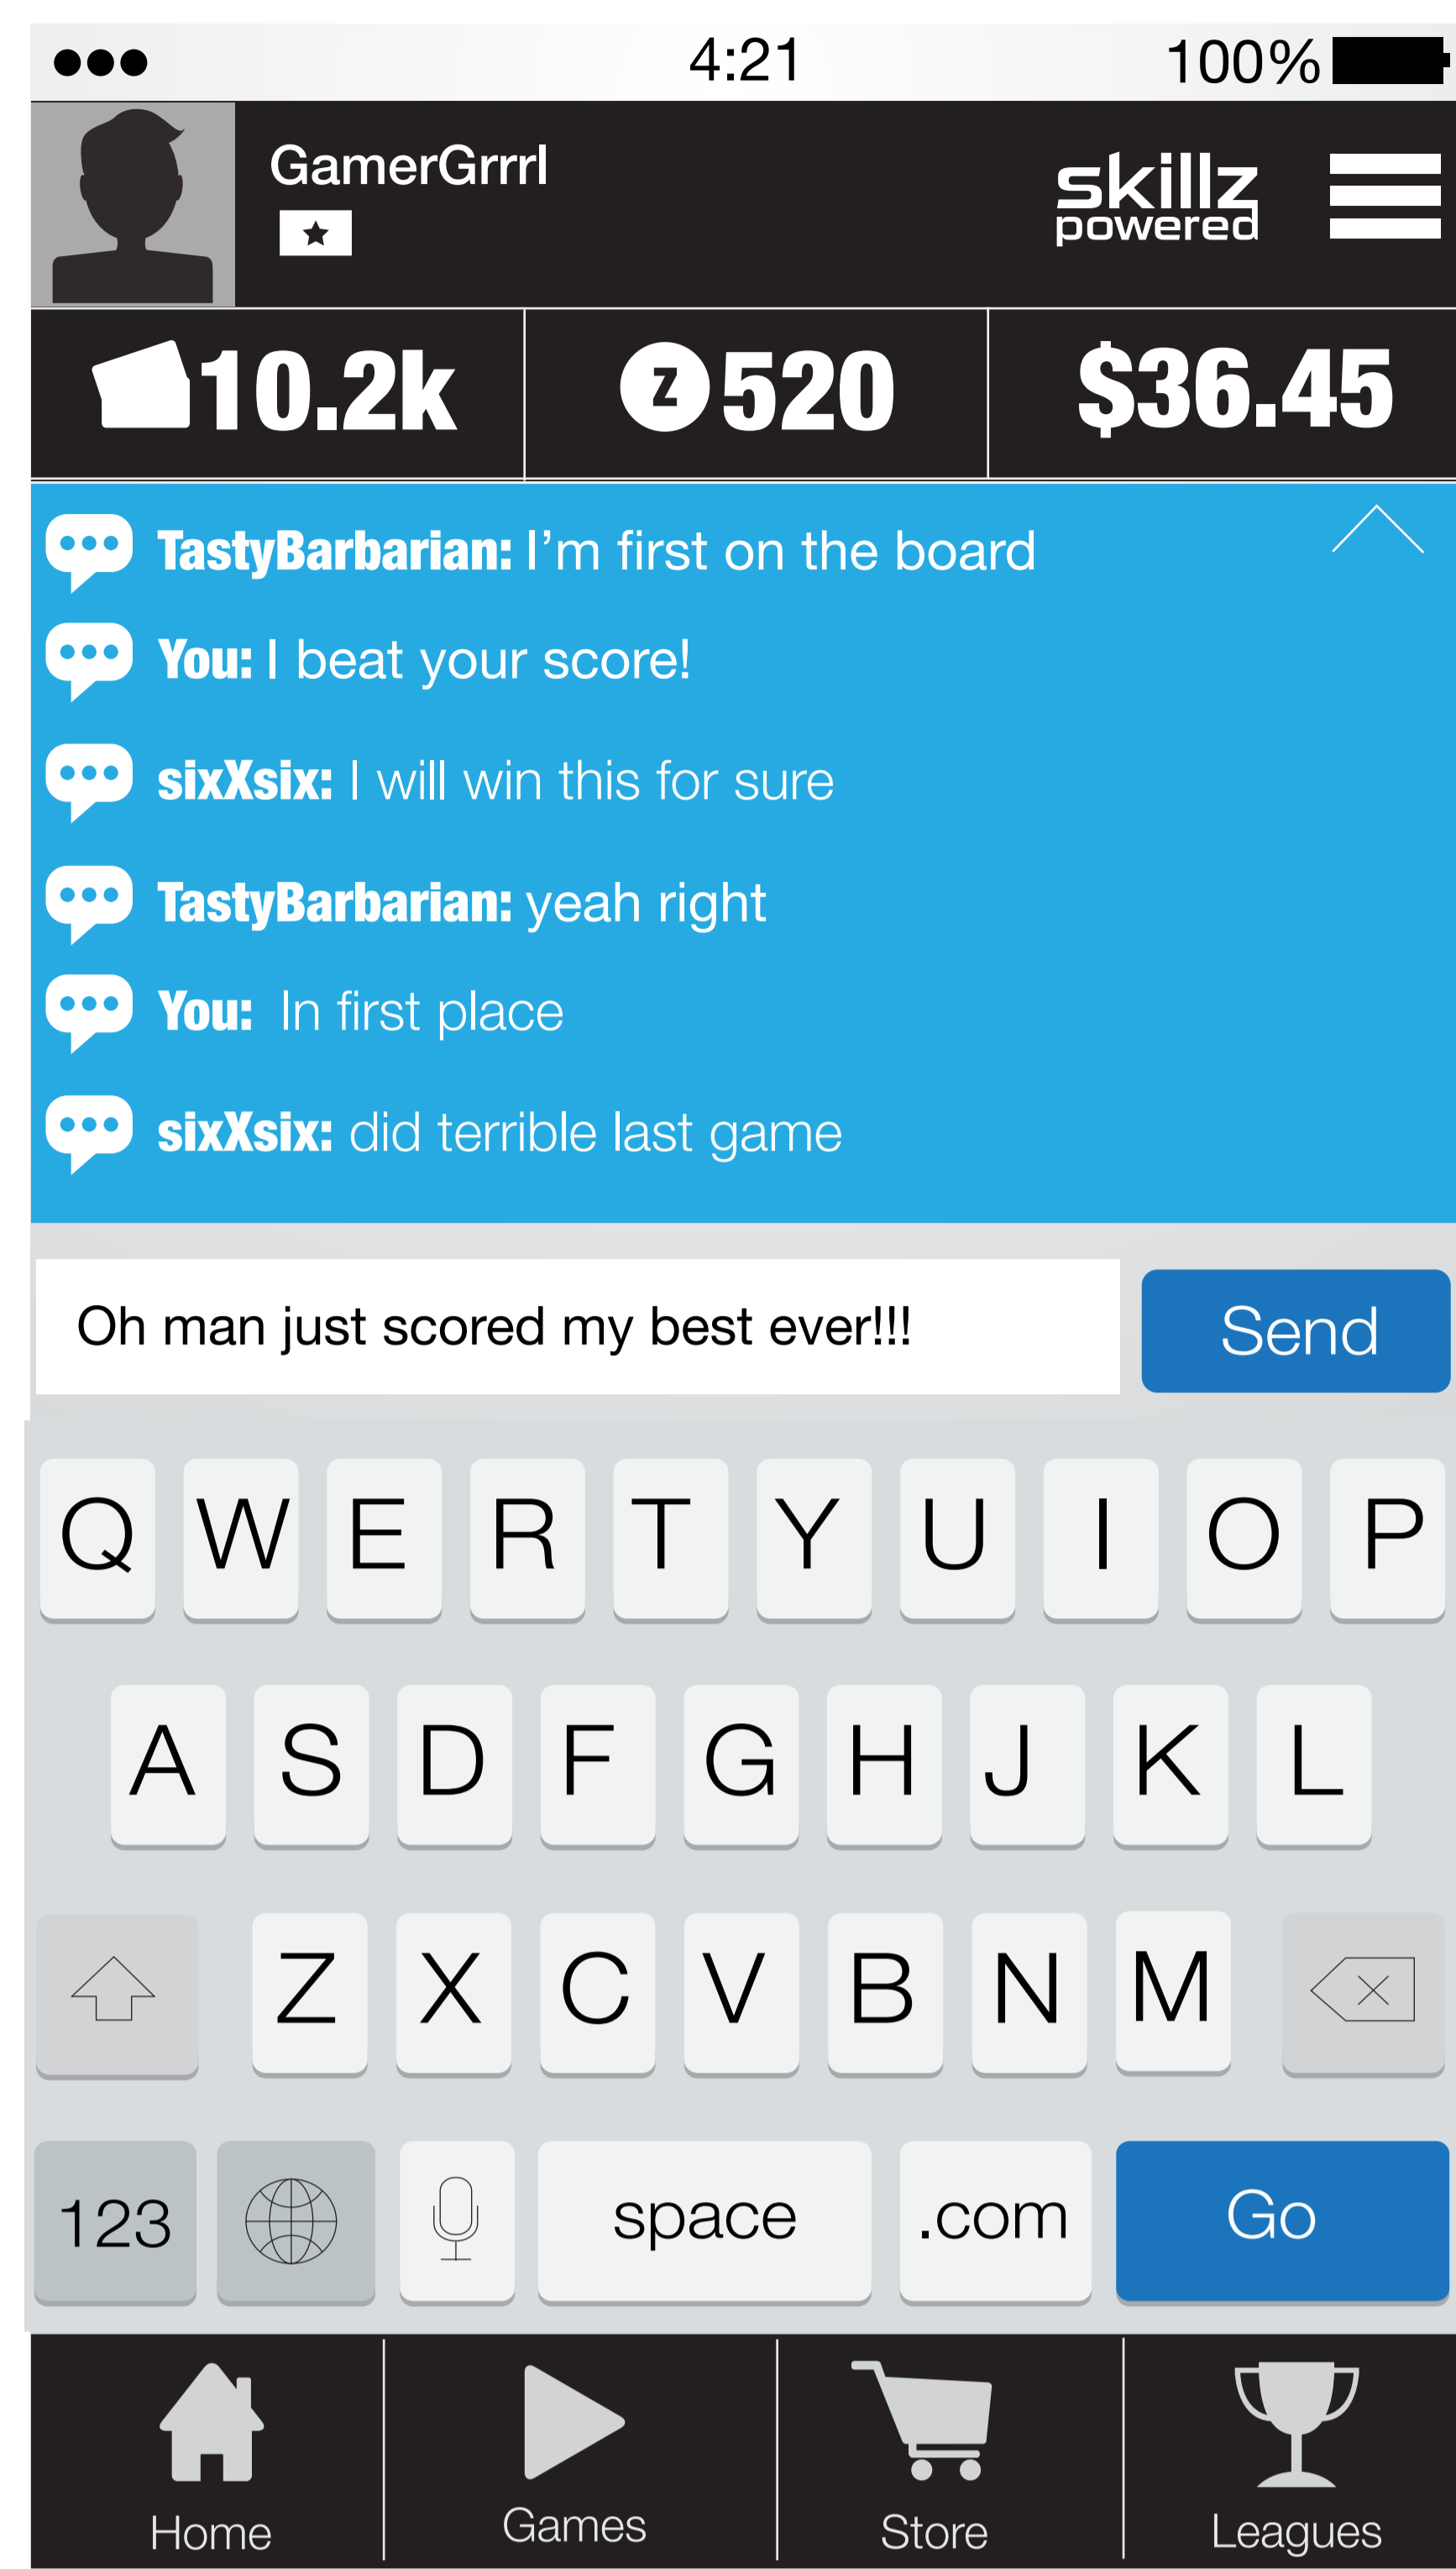 4:21 100%
GamerGrrrl
skillz
powered
10.2k Z 520 $36.45
TastyBarbarian: I'm first on the board
You: I beat your score!
sixXsix: I will win this for sure
TastyBarbarian: yeah right
You: In first place
sixXsix: did terrible last game
Oh man just scored my best ever!!! Send
Q W E R T Y U I O P
A S D F G H J K L
Z X C V B N M
123 space .com Go
Home Games Store Leagues